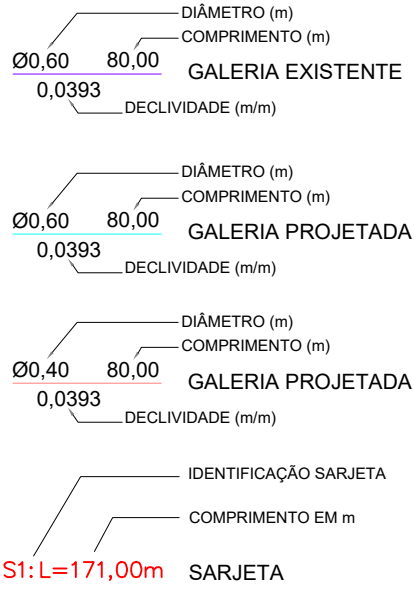 DIÂMETRO (m)
COMPRIMENTO (m)
Ø0,60 80,00 GALERIA EXISTENTE
0,0393
DECLIVIDADE (m/m)
DIÂMETRO (m)
COMPRIMENTO (m)
Ø0,60 80,00 GALERIA PROJETADA
0,0393
DECLIVIDADE (m/m)
DIÂMETRO (m)
COMPRIMENTO (m)
Ø0,40 80,00 GALERIA PROJETADA
0,0393
DECLIVIDADE (m/m)
IDENTIFICAÇÃO SARJETA
COMPRIMENTO EM m
S1: L=171,00m SARJETA